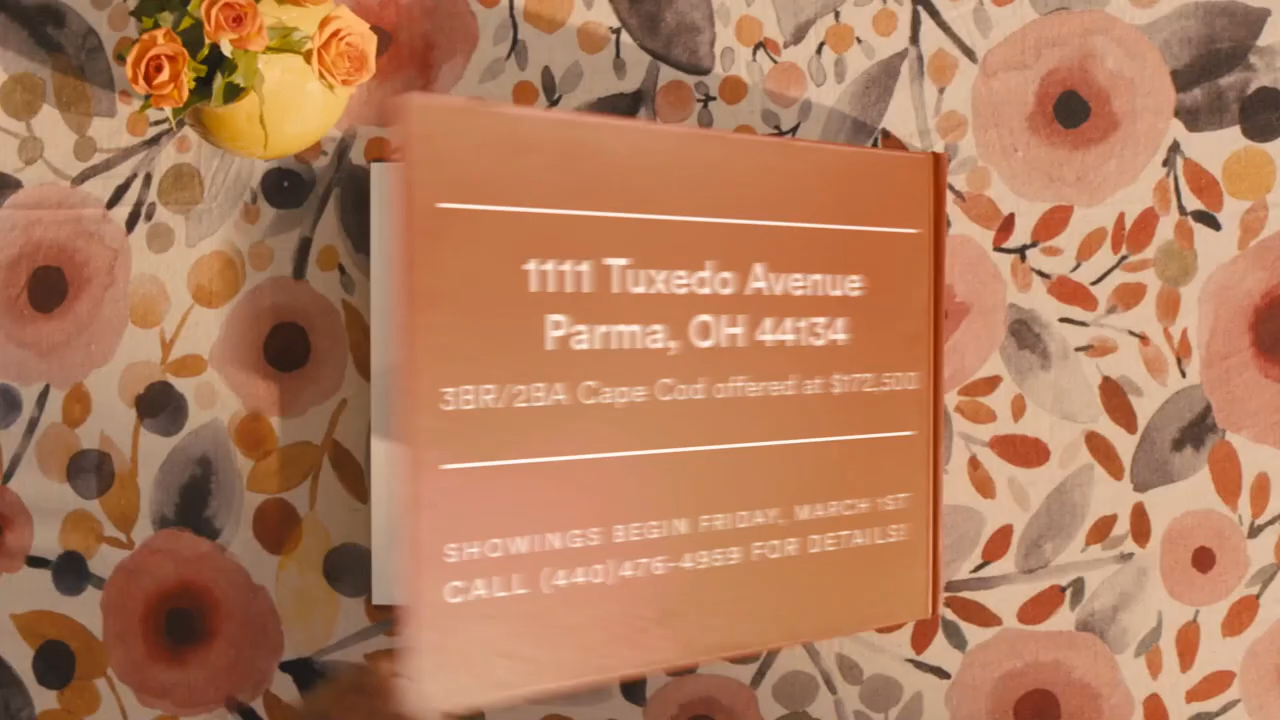 1111 Tuxedo Avenue
Parma, OH 44134
3BR/2BA Cape Cod offered at $172,500
SHOWINGS BEGIN FRIDAY, MARCH 1ST
CALL (440)476-4959 FOR DETAILS!